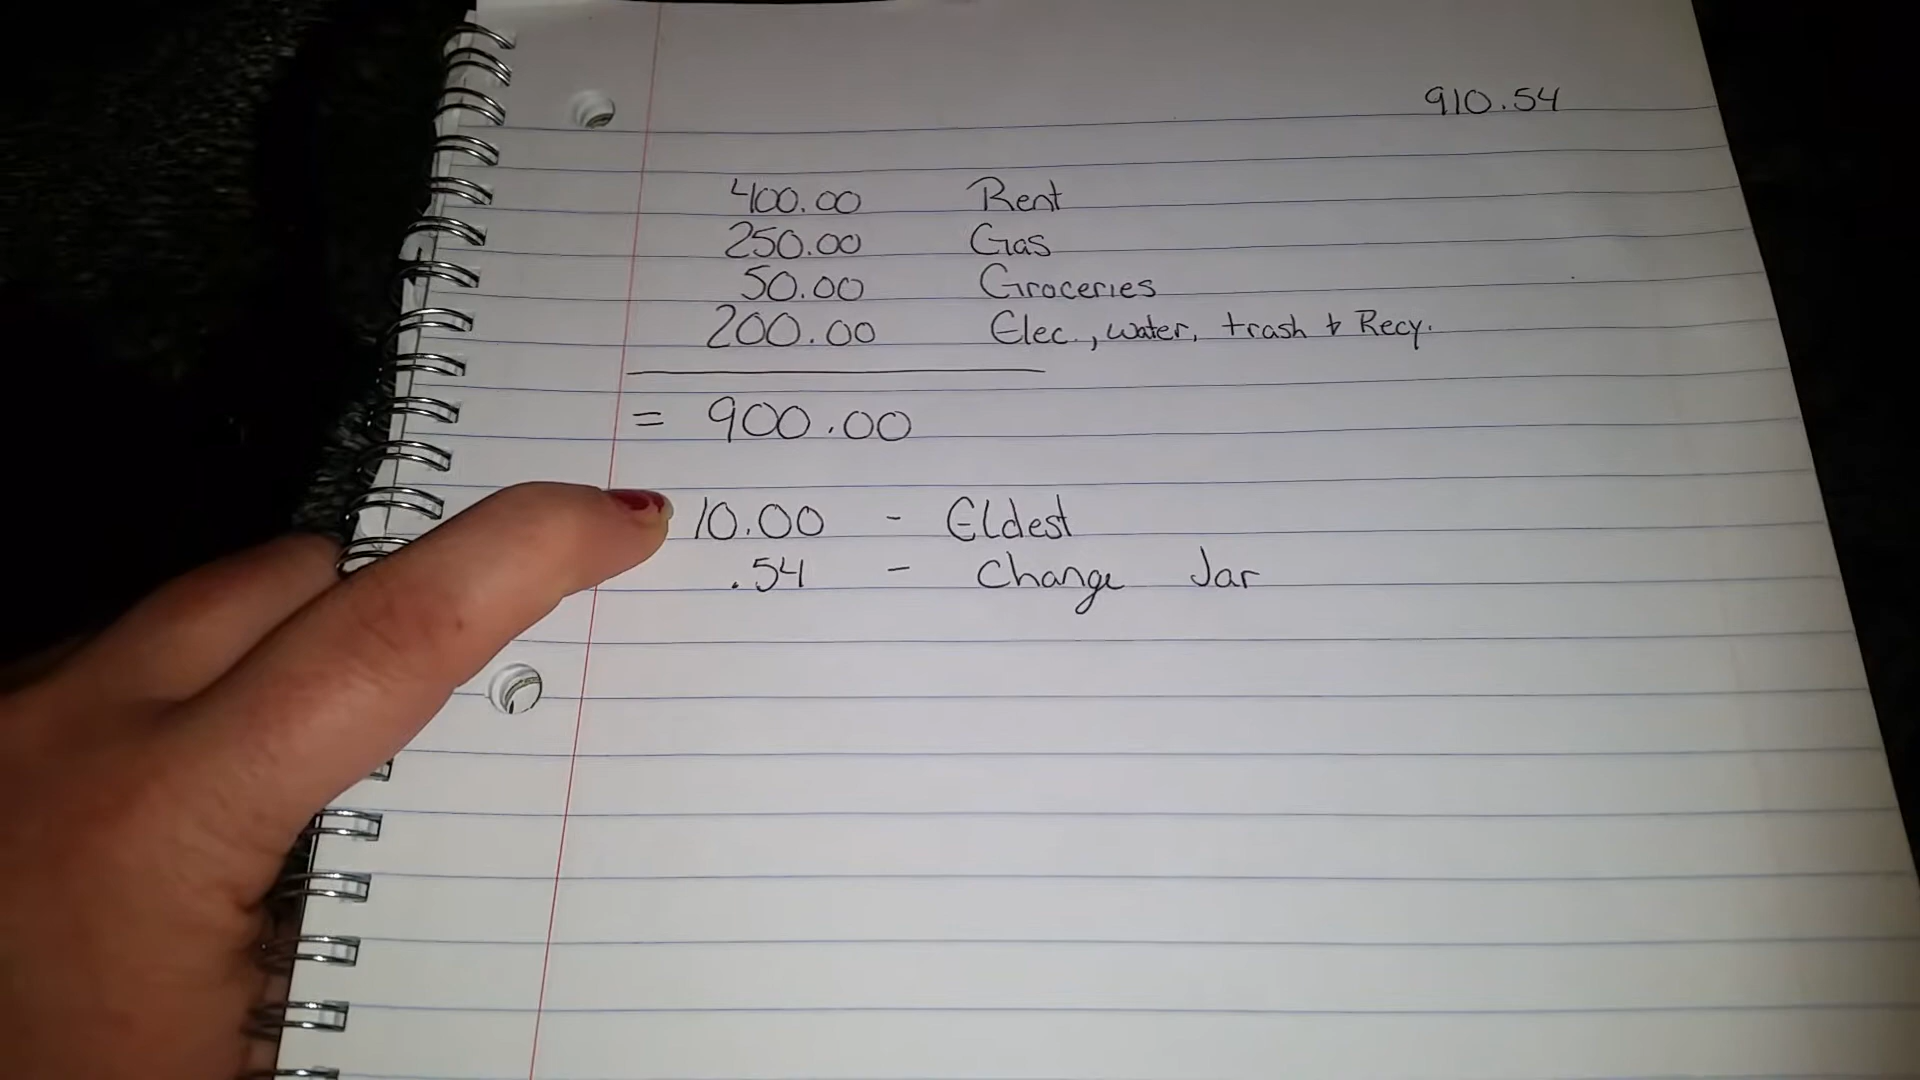 910.54
400.00 Rent
250.00 Gas
50.00 Groceries
200.00 Elec., water, trash & Recy.
= 900.00
10.00 - Eldest
.54 - Change Jar